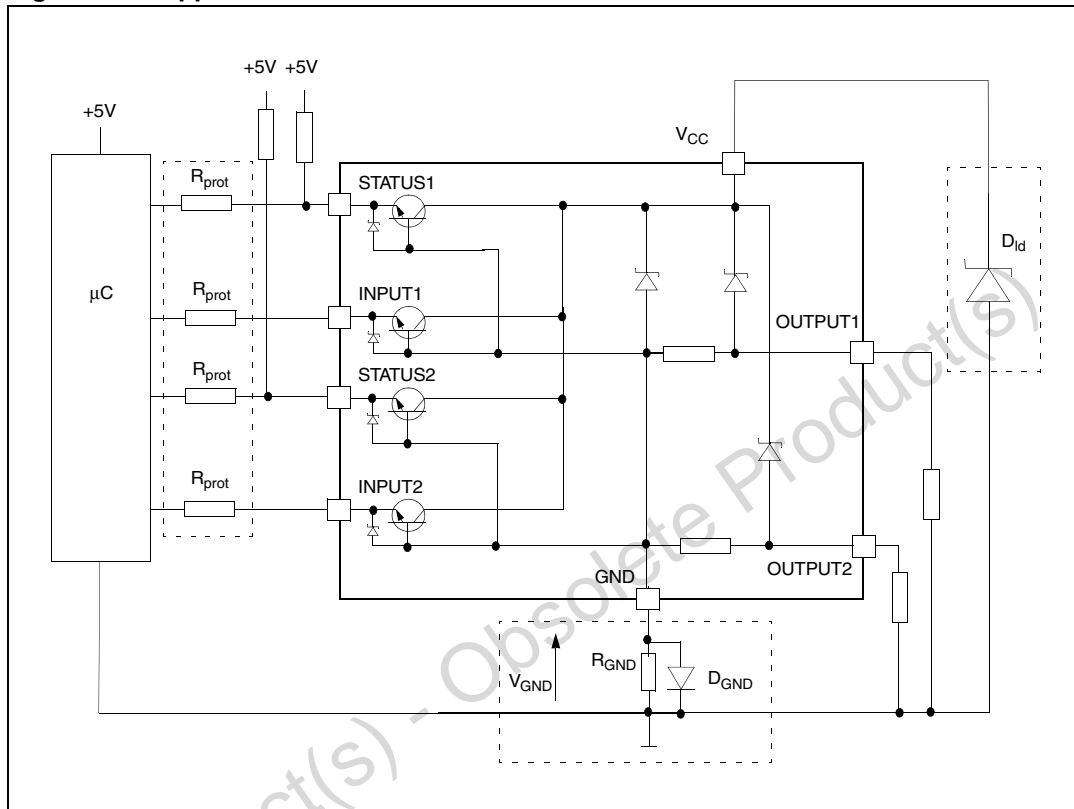 +5V +5V
+5V
V_CC
R_prot
STATUS1
D_ld
µC
R_prot
INPUT1
OUTPUT1
R_prot
STATUS2
R_prot
INPUT2
GND
OUTPUT2
R_GND
V_GND
D_GND
ct(s) - Obsolete Product(s)